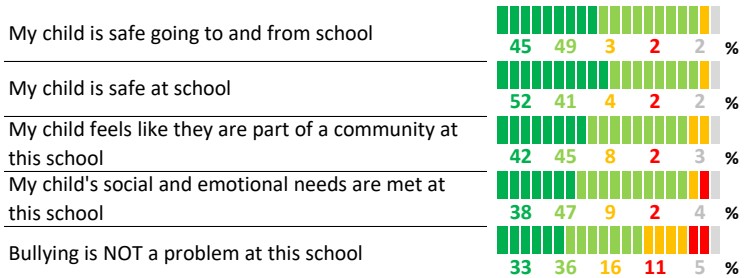 My child is safe going to and from school
45 49 3 2 2 %
My child is safe at school
52 41 4 2 2 %
My child feels like they are part of a community at
this school
42 45 8 2 3 %
My child's social and emotional needs are met at
this school
38 47 9 2 4 %
Bullying is NOT a problem at this school
33 36 16 11 5 %